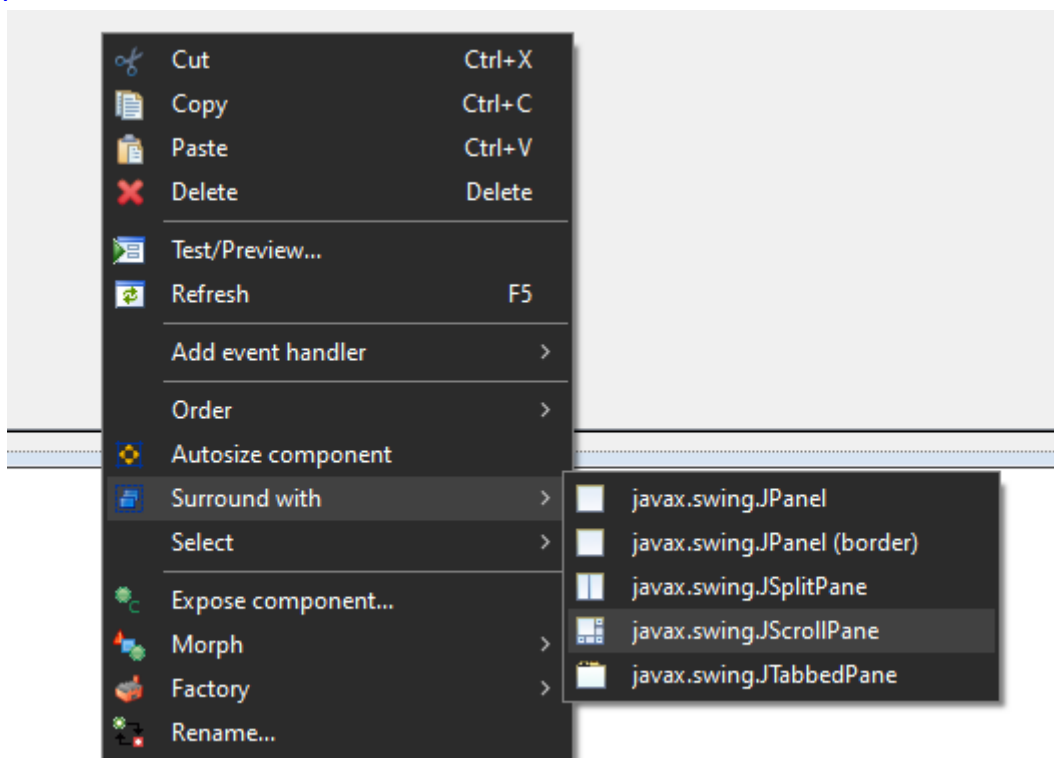 Cut Ctrl+X
Copy Ctrl+C
Paste Ctrl+V
Delete Delete
Test/Preview...
Refresh F5
Add event handler
Order
Autosize component
Surround with
Select
Expose component...
Morph
Factory
Rename...
javax.swing.JPanel
javax.swing.JPanel (border)
javax.swing.JSplitPane
javax.swing.JScrollPane
javax.swing.JTabbedPane